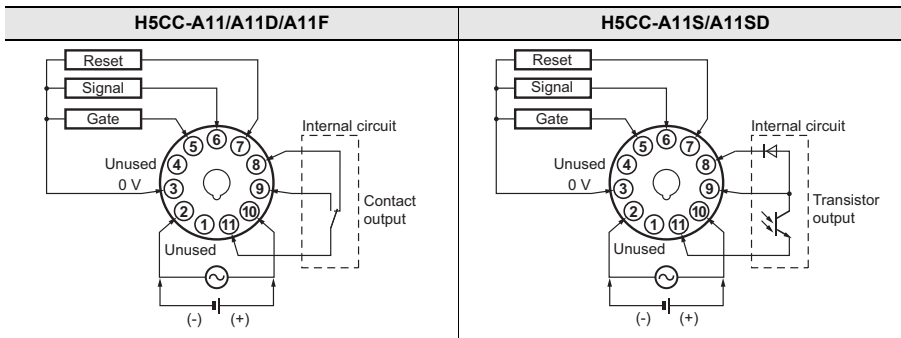 H5CC-A11/A11D/A11F
Reset
Signal
Gate
Internal circuit
Unused
0 V
Contact
output
Unused
1
2
3
4
5
6
7
8
9
10
11
(-) (+)
H5CC-A11S/A11SD
Reset
Signal
Gate
Internal circuit
Unused
0 V
Transistor
output
Unused
1
2
3
4
5
6
7
8
9
10
11
(-) (+)